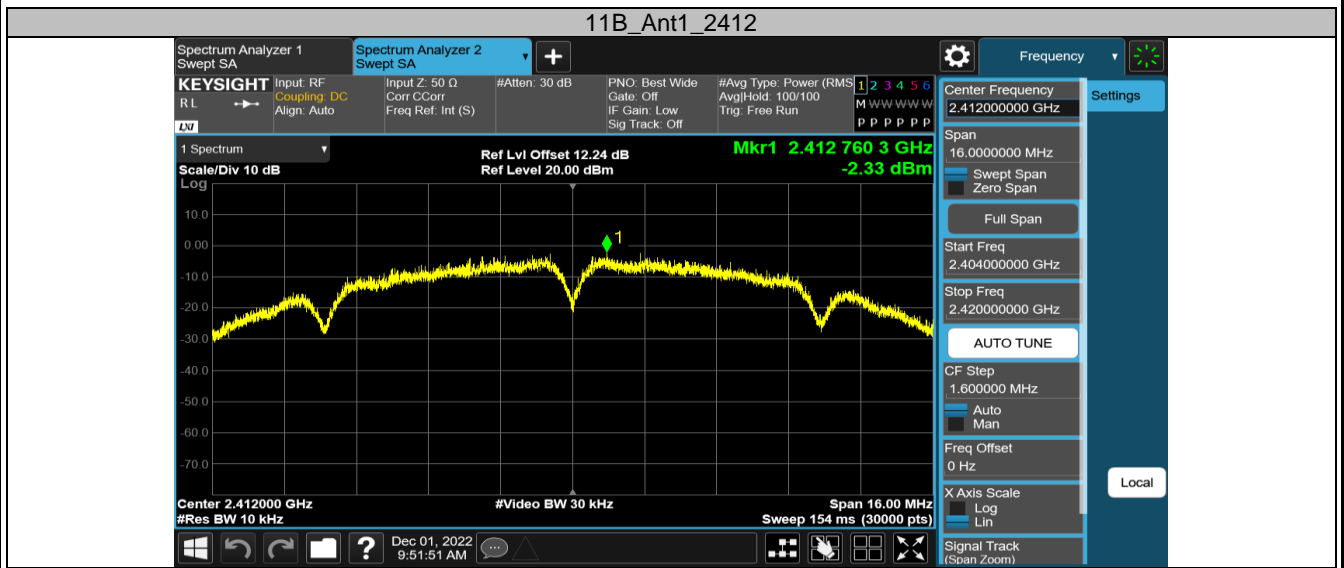 11B_Ant1_2412
Spectrum Analyzer 1
Swept SA
Spectrum Analyzer 2
Swept SA
▼
+
Frequency ▼
KEYSIGHT
RL
LXI
Input: RF
Coupling: DC
Align: Auto
Input Z: 50 Ω
Corr CCorr
Freq Ref: Int (S)
#Atten: 30 dB
PNO: Best Wide
Gate: Off
IF Gain: Low
Sig Track: Off
#Avg Type: Power (RMS
Avg|Hold: 100/100
Trig: Free Run
1 2 3 4 5 6
M W W W W W
P P P P P P
1 Spectrum ▼
Scale/Div 10 dB
Log
Ref Lvl Offset 12.24 dB
Ref Level 20.00 dBm
Mkr1 2.412 760 3 GHz
-2.33 dBm
10.0
0.00
-10.0
-20.0
-30.0
-40.0
-50.0
-60.0
-70.0
1
Center 2.412000 GHz
#Res BW 10 kHz
#Video BW 30 kHz
Span 16.00 MHz
Sweep 154 ms (30000 pts)
?
Dec 01, 2022
9:51:51 AM
Center Frequency
2.412000000 GHz
Span
16.0000000 MHz
Swept Span
Zero Span
Full Span
Start Freq
2.404000000 GHz
Stop Freq
2.420000000 GHz
AUTO TUNE
CF Step
1.600000 MHz
Auto
Man
Freq Offset
0 Hz
X Axis Scale
Log
Lin
Signal Track
(Span Zoom)
Settings
Local